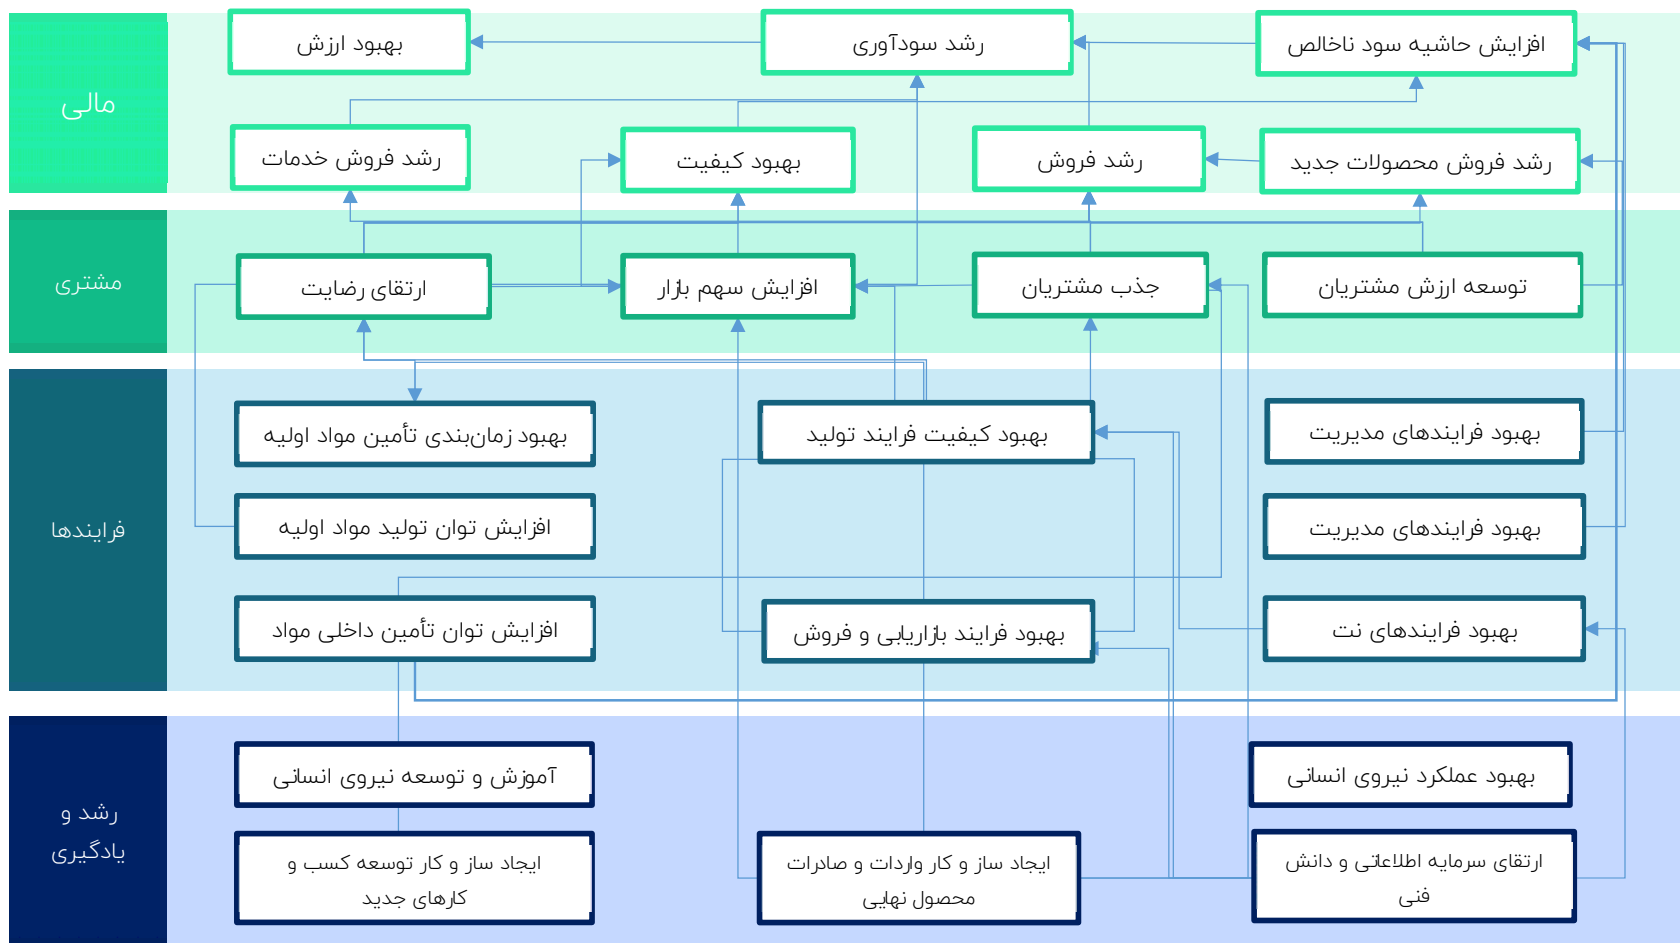 مالی
افزایش حاشیه سود ناخالص
رشد سودآوری
بهبود ارزش
رشد فروش محصولات جدید
رشد فروش
بهبود کیفیت
رشد فروش خدمات
مشتری
توسعه ارزش مشتریان
جذب مشتریان
افزایش سهم بازار
ارتقای رضایت
فرایندها
بهبود فرایندهای مدیریت
بهبود کیفیت فرایند تولید
بهبود زمان‌بندی تأمین مواد اولیه
بهبود فرایندهای مدیریت
افزایش توان تولید مواد اولیه
بهبود فرایندهای نت
بهبود فرایند بازاریابی و فروش
افزایش توان تأمین داخلی مواد
رشد و
یادگیری
بهبود عملکرد نیروی انسانی
آموزش و توسعه نیروی انسانی
ارتقای سرمایه اطلاعاتی و دانش
فنی
ایجاد ساز و کار واردات و صادرات
محصول نهایی
ایجاد ساز و کار توسعه کسب و
کارهای جدید